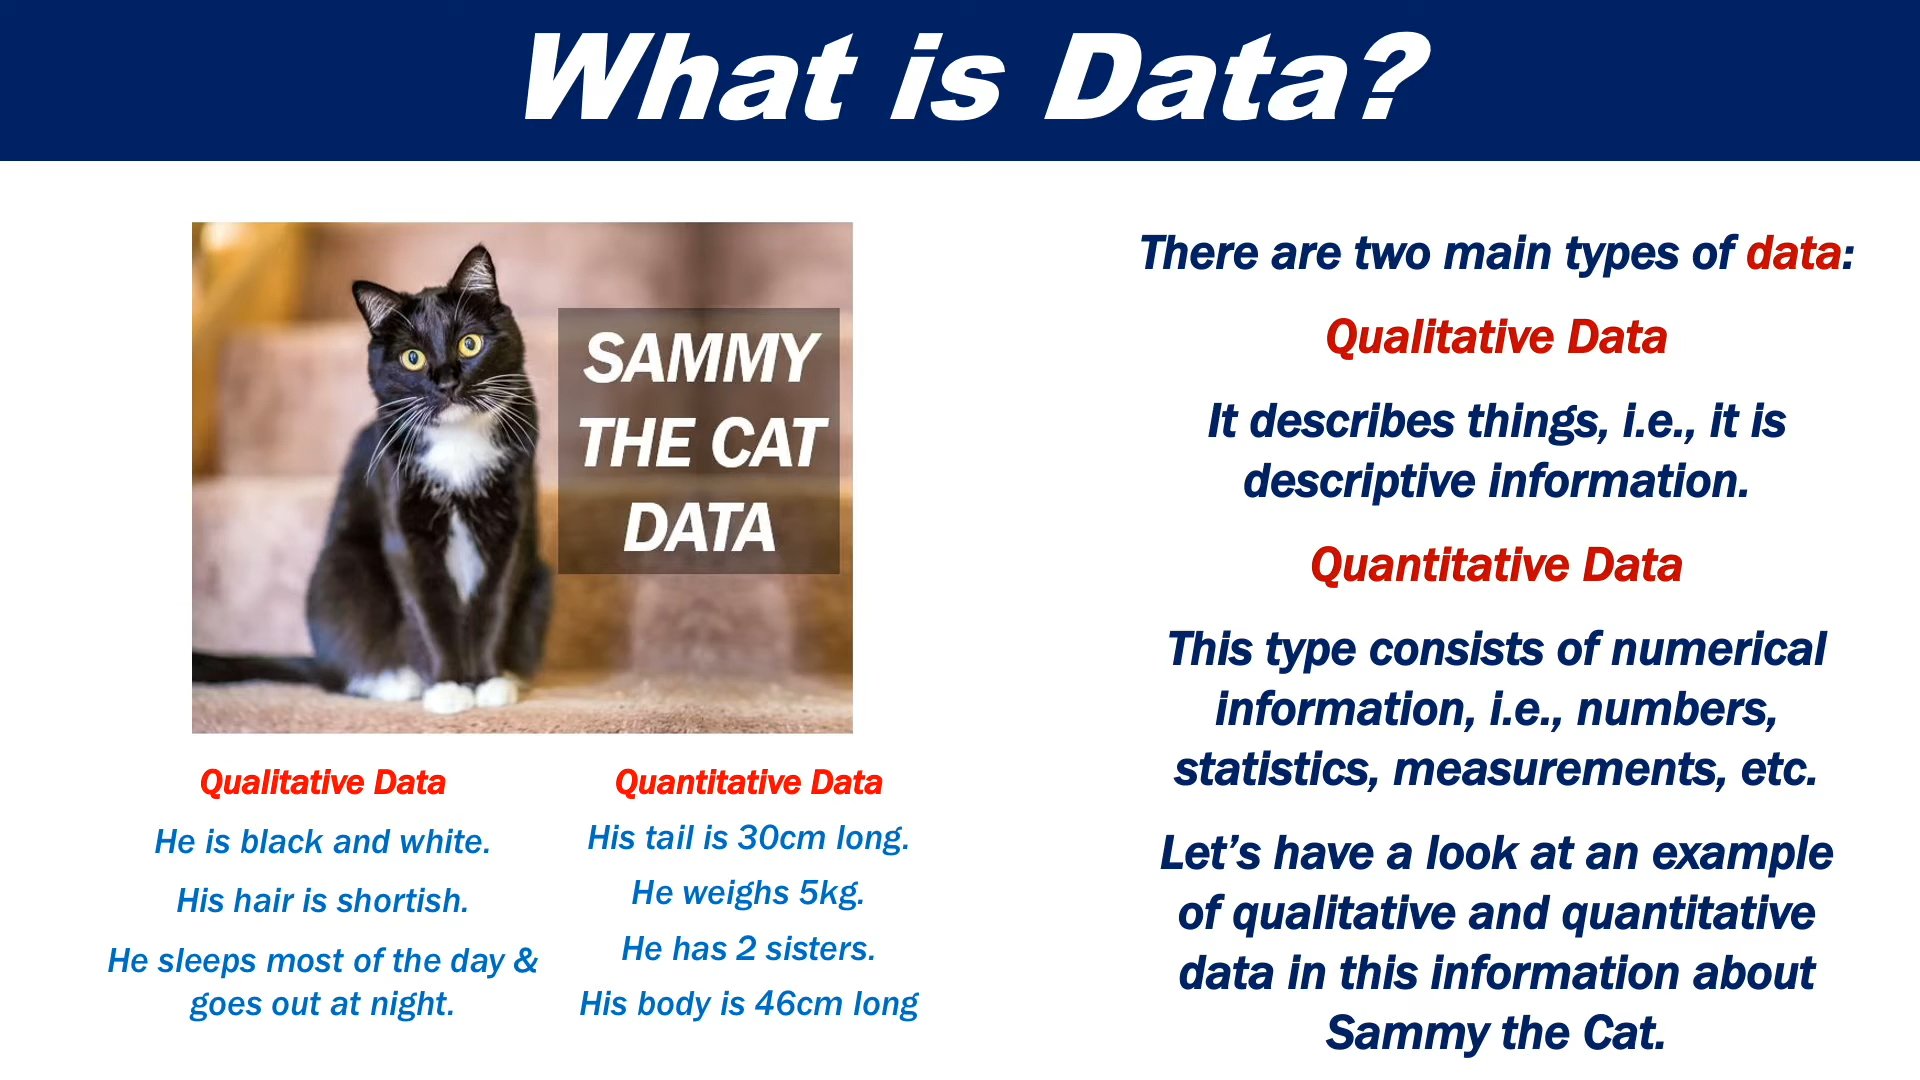 What is Data?
SAMMY
THE CAT
DATA
Qualitative Data
He is black and white.
His hair is shortish.
He sleeps most of the day &
goes out at night.
Quantitative Data
His tail is 30cm long.
He weighs 5kg.
He has 2 sisters.
His body is 46cm long
There are two main types of data:
Qualitative Data
It describes things, i.e., it is
descriptive information.
Quantitative Data
This type consists of numerical
information, i.e., numbers,
statistics, measurements, etc.
Let’s have a look at an example
of qualitative and quantitative
data in this information about
Sammy the Cat.